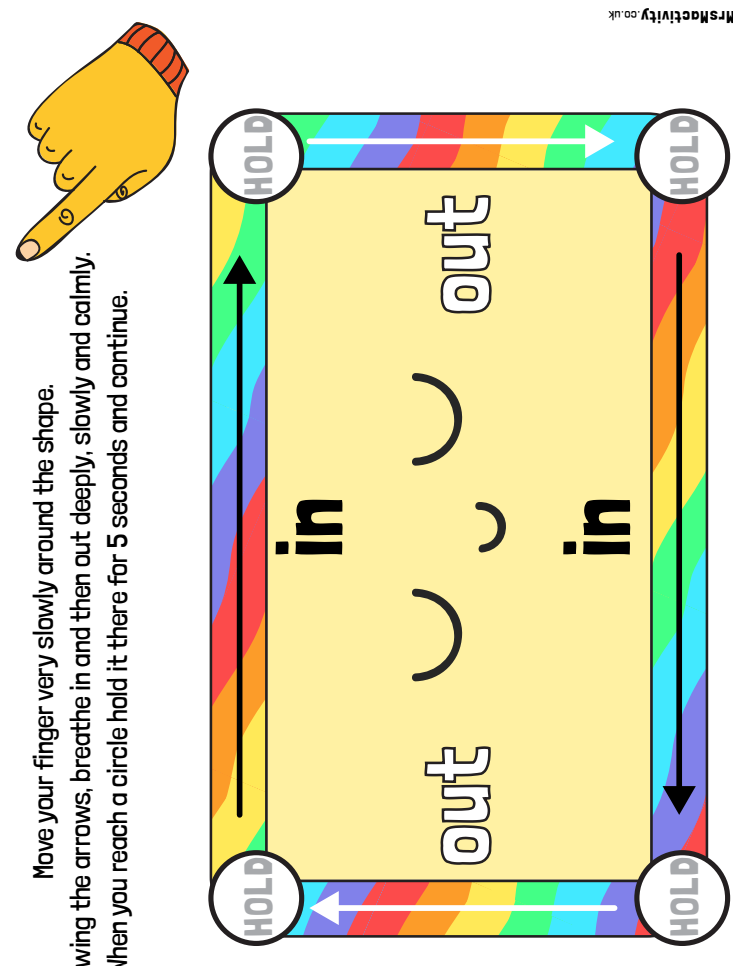 Move your finger very slowly around the shape.
wing the arrows, breathe in and then out deeply, slowly and calmly.
When you reach a circle hold it there for 5 seconds and continue.
HOLD
HOLD
in
out
out
in
HOLD
HOLD
MrsMactivity.co.uk